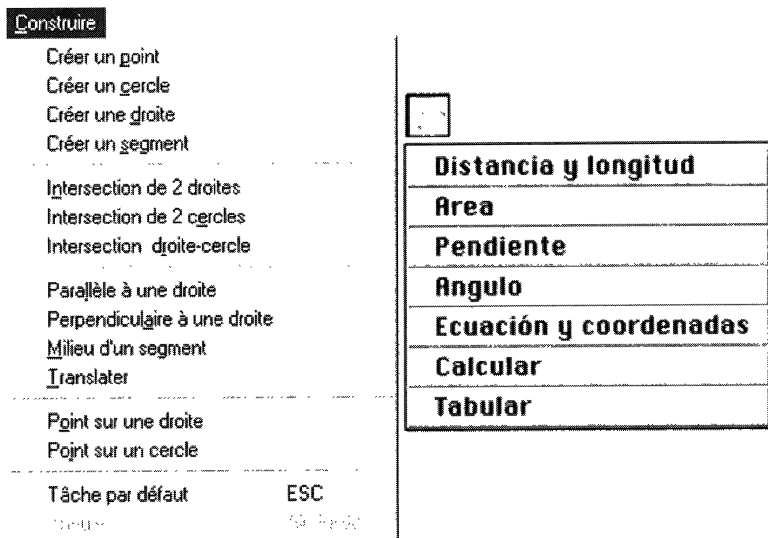 Construire
Créer un point
Créer un cercle
Créer une droite
Créer un segment
Intersection de 2 droites
Intersection de 2 cercles
Intersection droite-cercle
Parallèle à une droite
Perpendiculaire à une droite
Milieu d'un segment
Translater
Point sur une droite
Point sur un cercle
Tâche par défaut ESC
Distancia y longitud
Area
Pendiente
Angulo
Ecuación y coordenadas
Calcular
Tabular